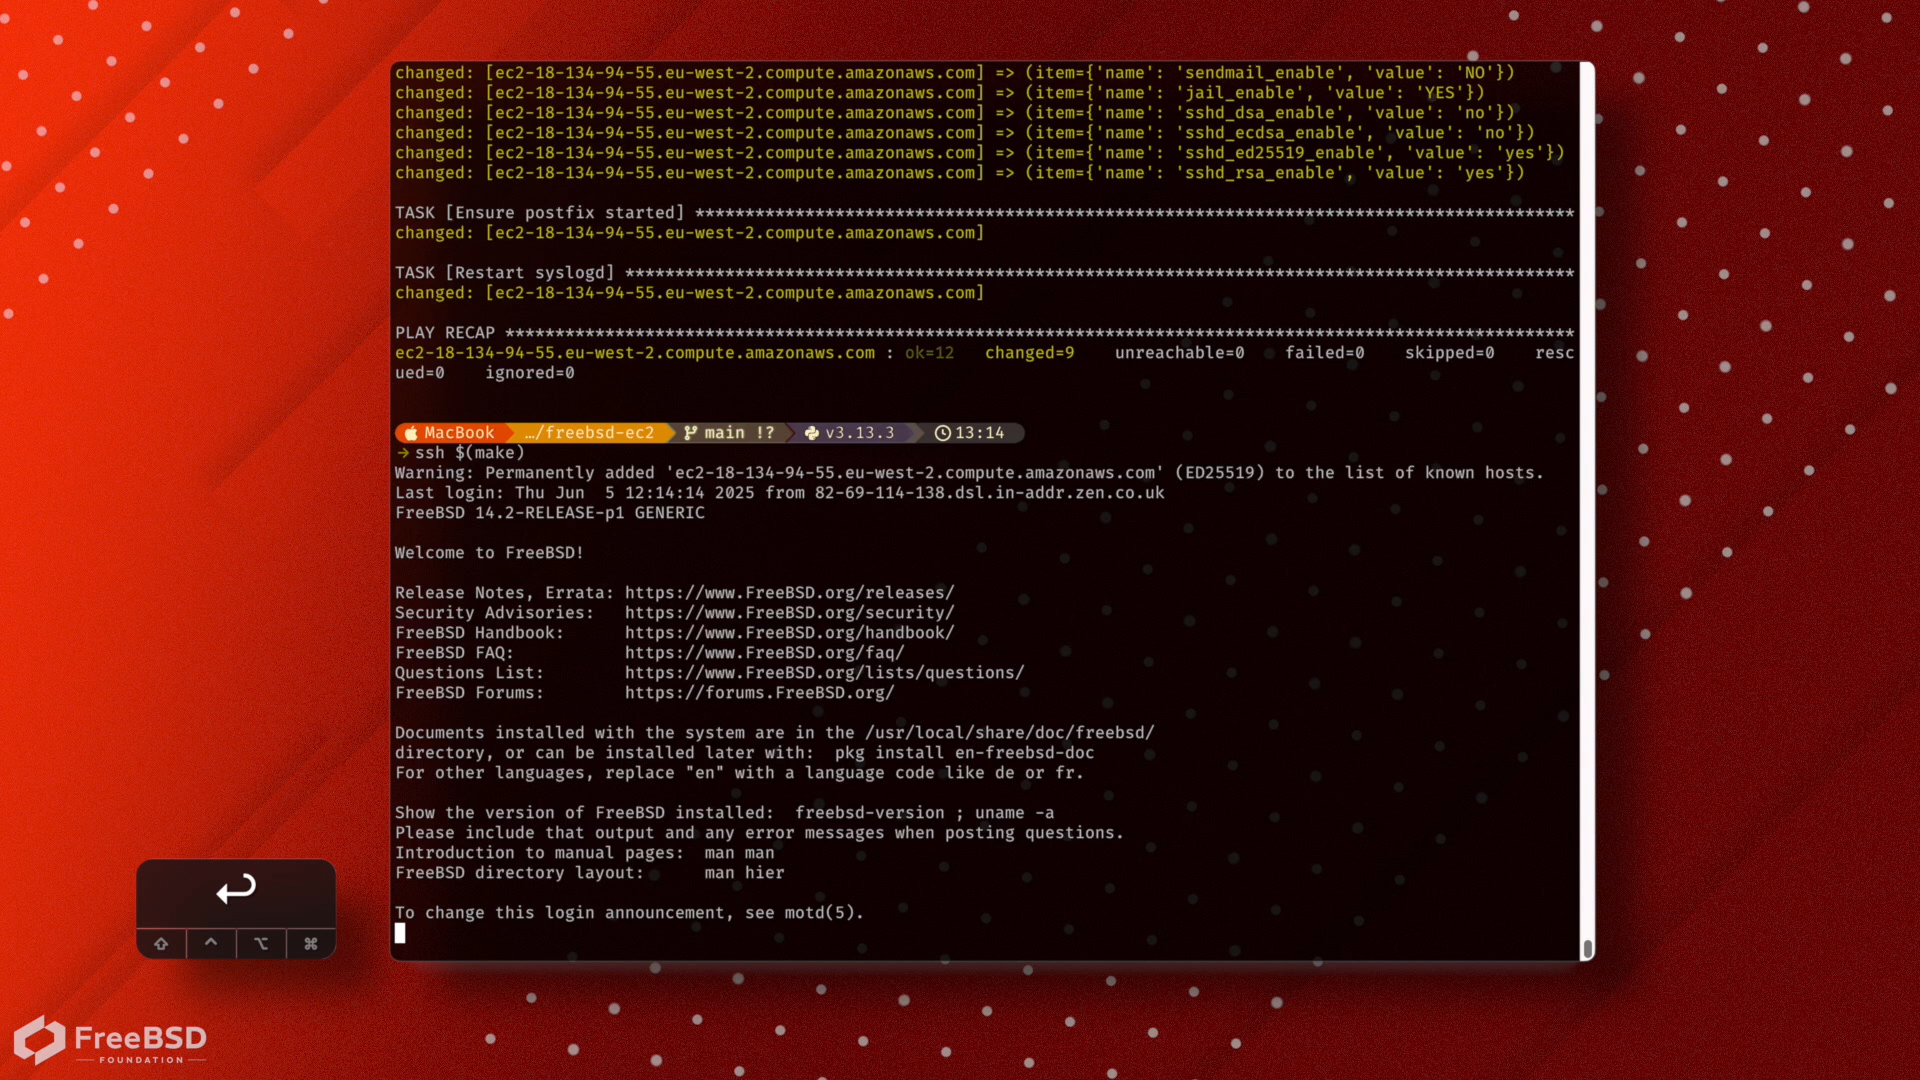 changed: [ec2-18-134-94-55.eu-west-2.compute.amazonaws.com] => (item={'name': 'sendmail_enable', 'value': 'NO'})
changed: [ec2-18-134-94-55.eu-west-2.compute.amazonaws.com] => (item={'name': 'jail_enable', 'value': 'YES'})
changed: [ec2-18-134-94-55.eu-west-2.compute.amazonaws.com] => (item={'name': 'sshd_dsa_enable', 'value': 'no'})
changed: [ec2-18-134-94-55.eu-west-2.compute.amazonaws.com] => (item={'name': 'sshd_ecdsa_enable', 'value': 'no'})
changed: [ec2-18-134-94-55.eu-west-2.compute.amazonaws.com] => (item={'name': 'sshd_ed25519_enable', 'value': 'yes'})
changed: [ec2-18-134-94-55.eu-west-2.compute.amazonaws.com] => (item={'name': 'sshd_rsa_enable', 'value': 'yes'})
TASK [Ensure postfix started] ****************************************************************************************
changed: [ec2-18-134-94-55.eu-west-2.compute.amazonaws.com]
TASK [Restart syslogd] ***********************************************************************************************
changed: [ec2-18-134-94-55.eu-west-2.compute.amazonaws.com]
PLAY RECAP ***********************************************************************************************************
ec2-18-134-94-55.eu-west-2.compute.amazonaws.com : ok=12   changed=9    unreachable=0    failed=0    skipped=0    resc
ued=0    ignored=0
MacBook …/freebsd-ec2 main !? v3.13.3 13:14
→ ssh $(make)
Warning: Permanently added 'ec2-18-134-94-55.eu-west-2.compute.amazonaws.com' (ED25519) to the list of known hosts.
Last login: Thu Jun  5 12:14:14 2025 from 82-69-114-138.dsl.in-addr.zen.co.uk
FreeBSD 14.2-RELEASE-p1 GENERIC
Welcome to FreeBSD!
Release Notes, Errata: https://www.FreeBSD.org/releases/
Security Advisories:   https://www.FreeBSD.org/security/
FreeBSD Handbook:      https://www.FreeBSD.org/handbook/
FreeBSD FAQ:           https://www.FreeBSD.org/faq/
Questions List:        https://www.FreeBSD.org/lists/questions/
FreeBSD Forums:        https://forums.FreeBSD.org/
Documents installed with the system are in the /usr/local/share/doc/freebsd/
directory, or can be installed later with:  pkg install en-freebsd-doc
For other languages, replace "en" with a language code like de or fr.
Show the version of FreeBSD installed:  freebsd-version ; uname -a
Please include that output and any error messages when posting questions.
Introduction to manual pages:  man man
FreeBSD directory layout:      man hier
To change this login announcement, see motd(5).
FreeBSD
FOUNDATION